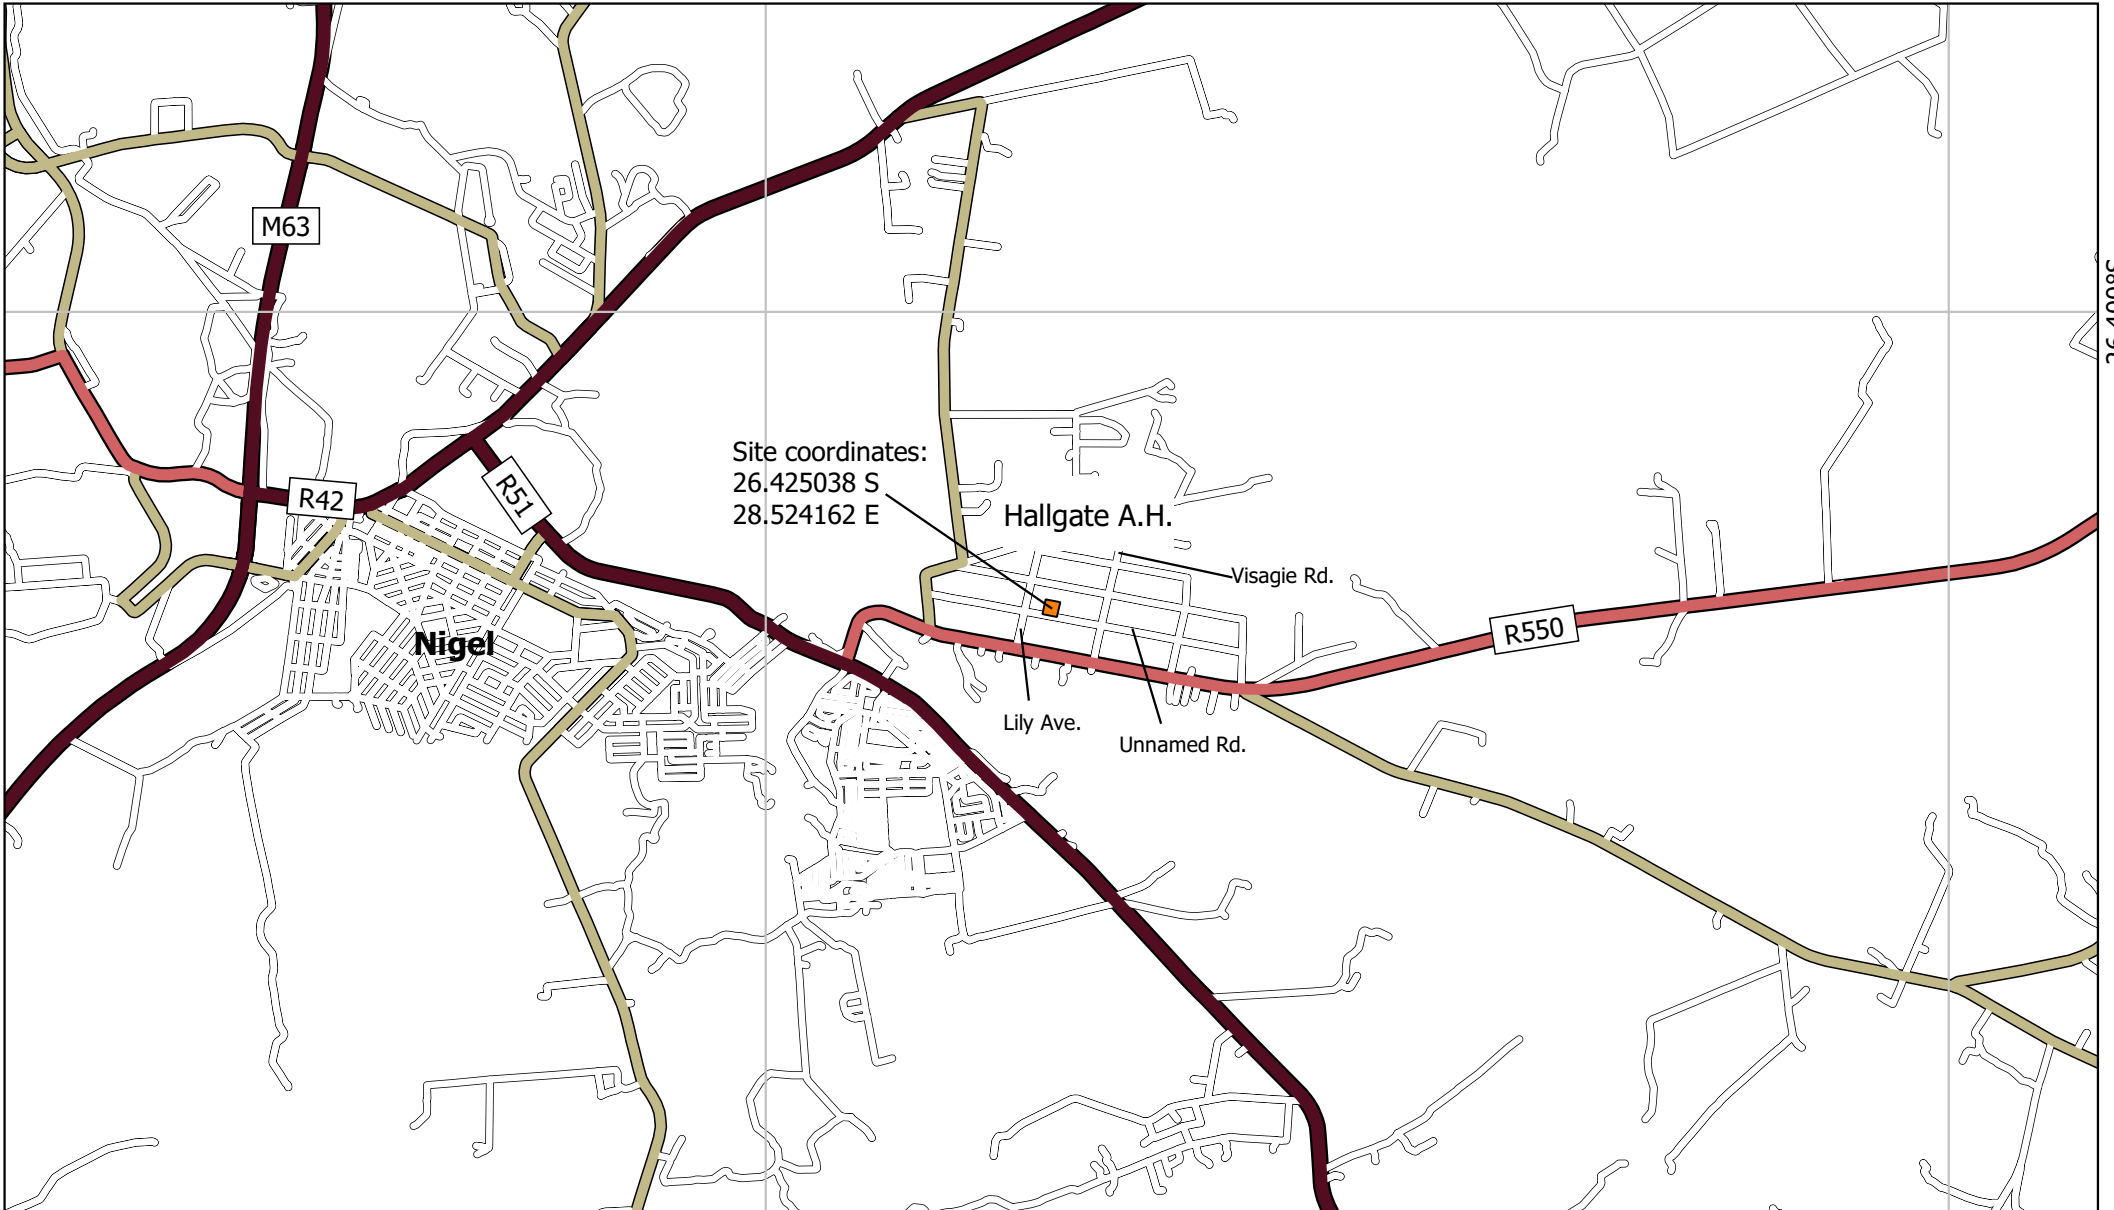 M63
Site coordinates:
26.425038 S
28.524162 E
R42
R51
Hallgate A.H.
Visagie Rd.
R550
Nigel
Lily Ave.
Unnamed Rd.